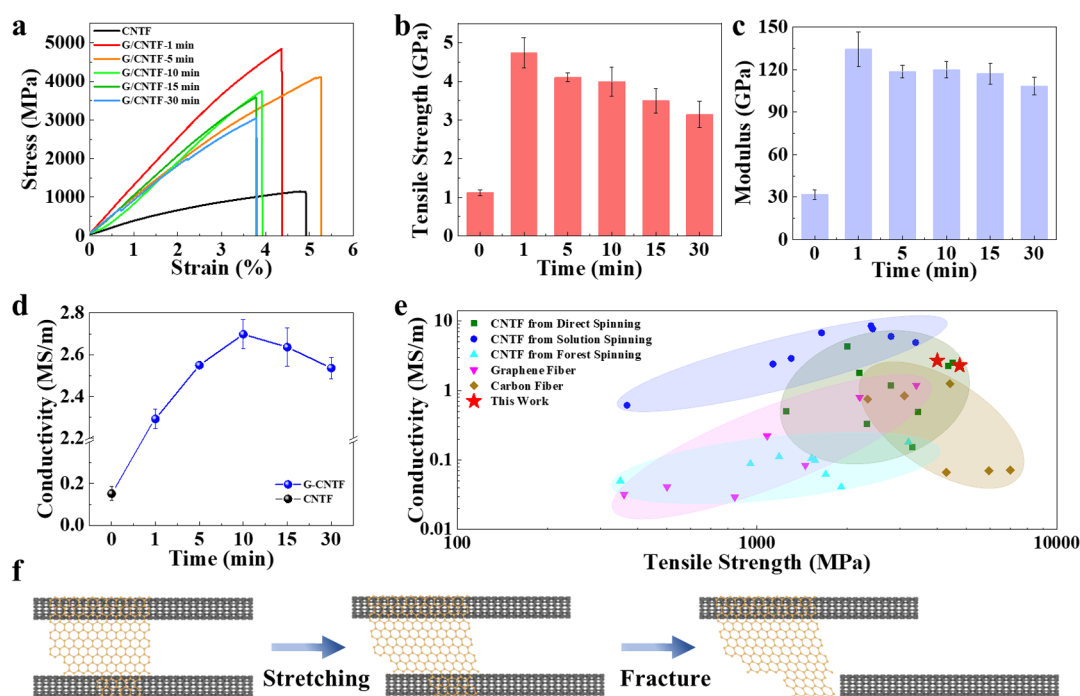 a
CNTF
G/CNTF-1 min
G/CNTF-5 min
G/CNTF-10 min
G/CNTF-15 min
G/CNTF-30 min
5000
4000
3000
2000
1000
0
Stress (MPa)
0 1 2 3 4 5 6
Strain (%)
b
5
4
3
2
1
0
Tensile Strength (GPa)
0 1 5 10 15 30
Time (min)
c
150
120
90
60
30
0
Modulus (GPa)
0 1 5 10 15 30
Time (min)
d
2.8
2.6
2.4
2.2
0.2
0.0
Conductivity (MS/m)
G-CNTF
CNTF
0 1 5 10 15 30
Time (min)
e
CNTF from Direct Spinning
CNTF from Solution Spinning
CNTF from Forest Spinning
Graphene Fiber
Carbon Fiber
This Work
10
1
0.1
0.01
Conductivity (MS/m)
100 1000 10000
Tensile Strength (MPa)
f
Stretching
Fracture